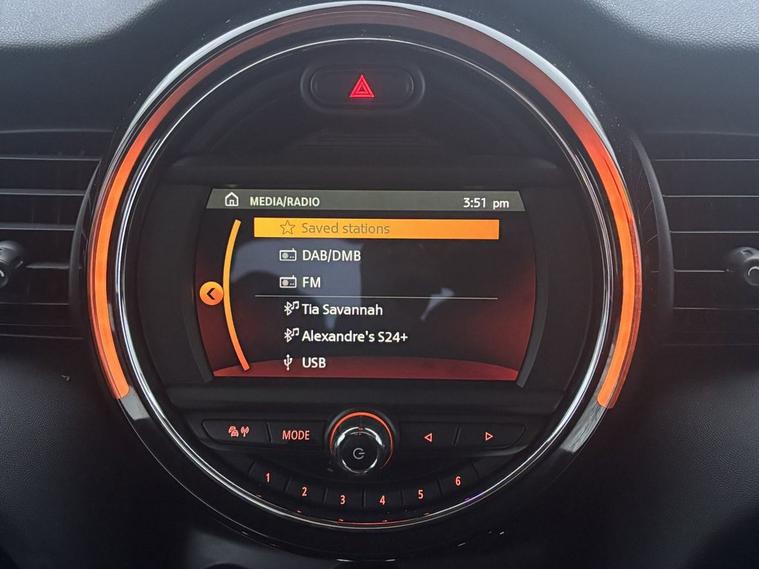 MEDIA/RADIO 3:51 pm
Saved stations
DAB/DMB
FM
Tia Savannah
Alexandre's S24+
USB
MODE
1 2 3 4 5 6